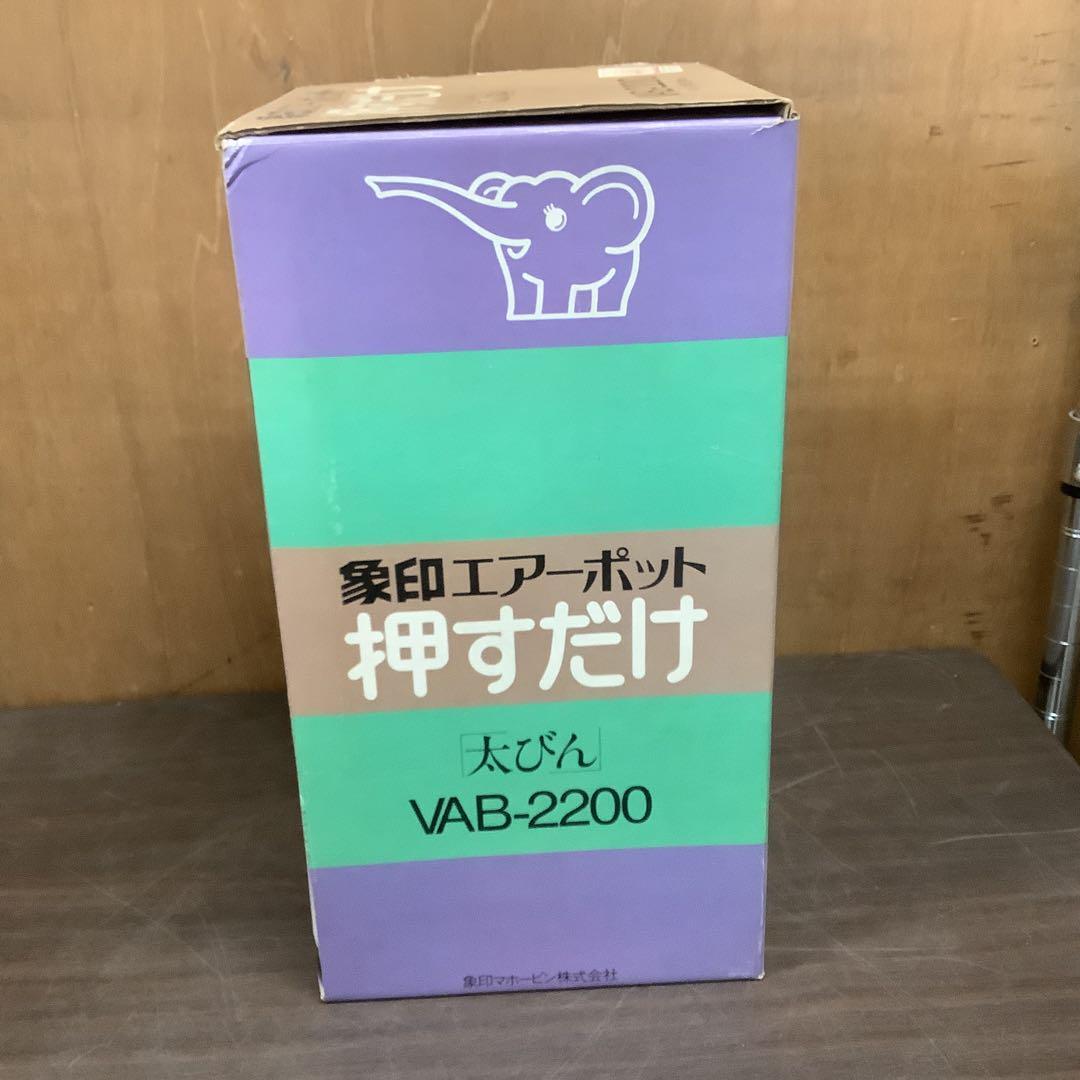 象印エアーポット
押すだけ
「太びん」
VAB-2200
象印マホービン株式会社